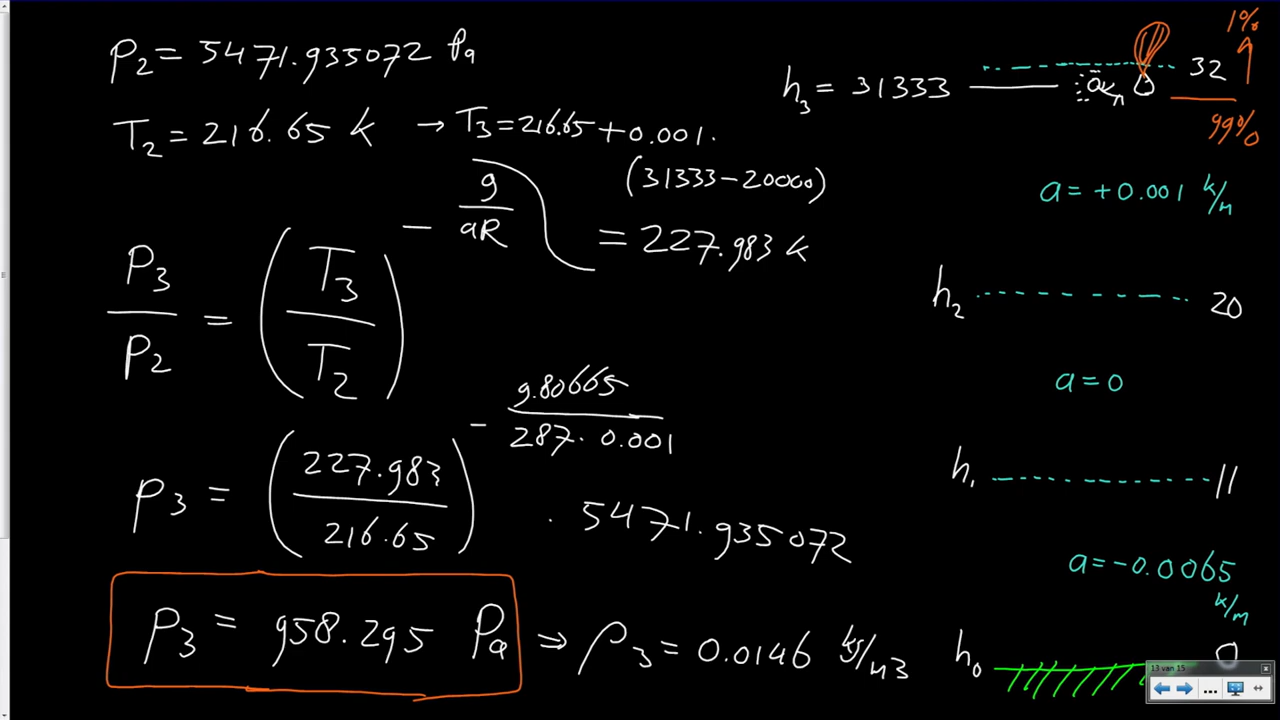 p₂ = 5471.935072 Pa
T₂ = 216.65 K → T₃ = 216.65 + 0.001 ·
(31333 - 20000)
= 227.983 K
p₃ / p₂ = (T₃ / T₂)^(- g / aR)
p₃ = (227.983 / 216.65)^(- 9.80665 / 287 · 0.001) · 5471.935072
p₃ = 958.295 Pa ⇒ ρ₃ = 0.0146 kg/m3
1%
h₃ = 31333
32
99%
a = +0.001 K/m
h₂ 20
a = 0
h₁ 11
a = -0.0065
K/m
h₀ 0
13 van 15
...